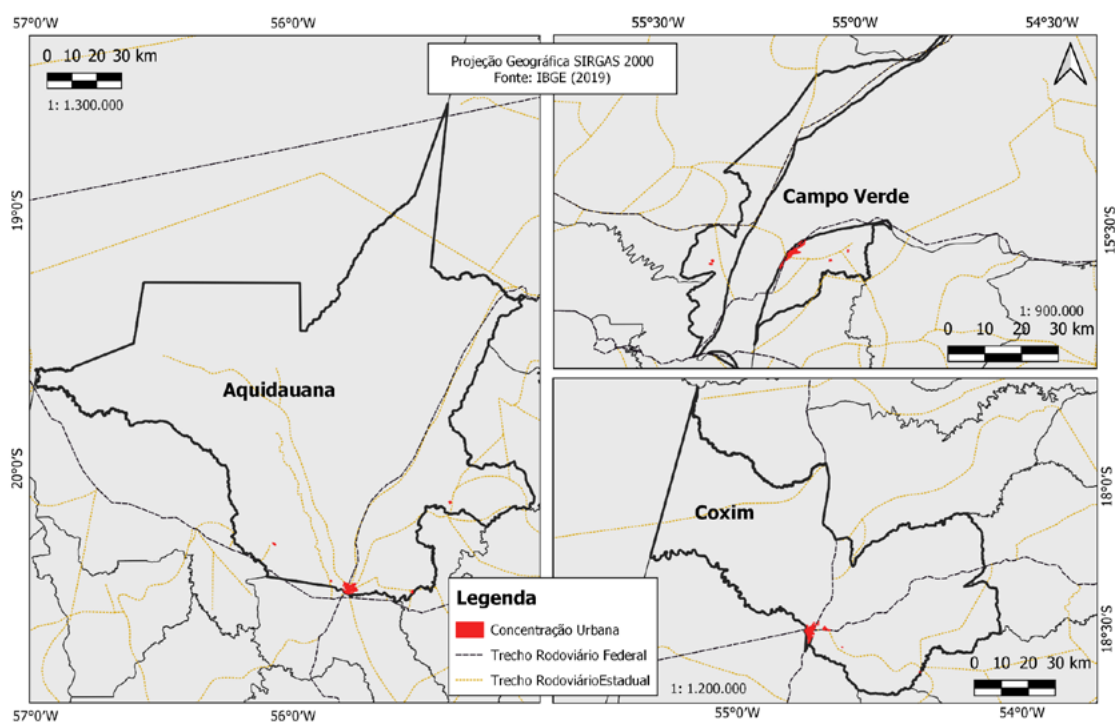 57°0'W
56°0'W
0 10 20 30 km
1: 1.300.000
19°0'S
20°0'S
Aquidauana
57°0'W
56°0'W
Projeção Geográfica SIRGAS 2000
Fonte: IBGE (2019)
55°30'W
55°0'W
54°30'W
Campo Verde
15°30'S
1: 900.000
0 10 20 30 km
Coxim
18°0'S
18°30'S
0 10 20 30 km
1: 1.200.000
55°0'W
54°0'W
Legenda
Concentração Urbana
Trecho Rodoviário Federal
Trecho RodoviárioEstadual